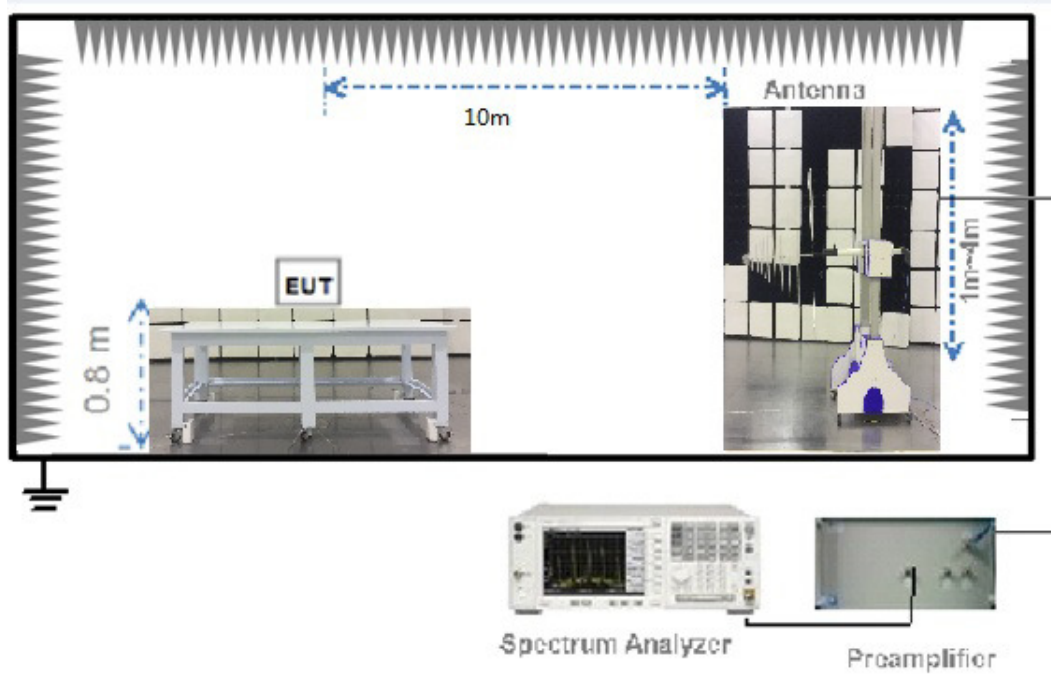 10m
Antenna
EUT
0.8 m
1m~4m
Spectrum Analyzer
Preamplifier